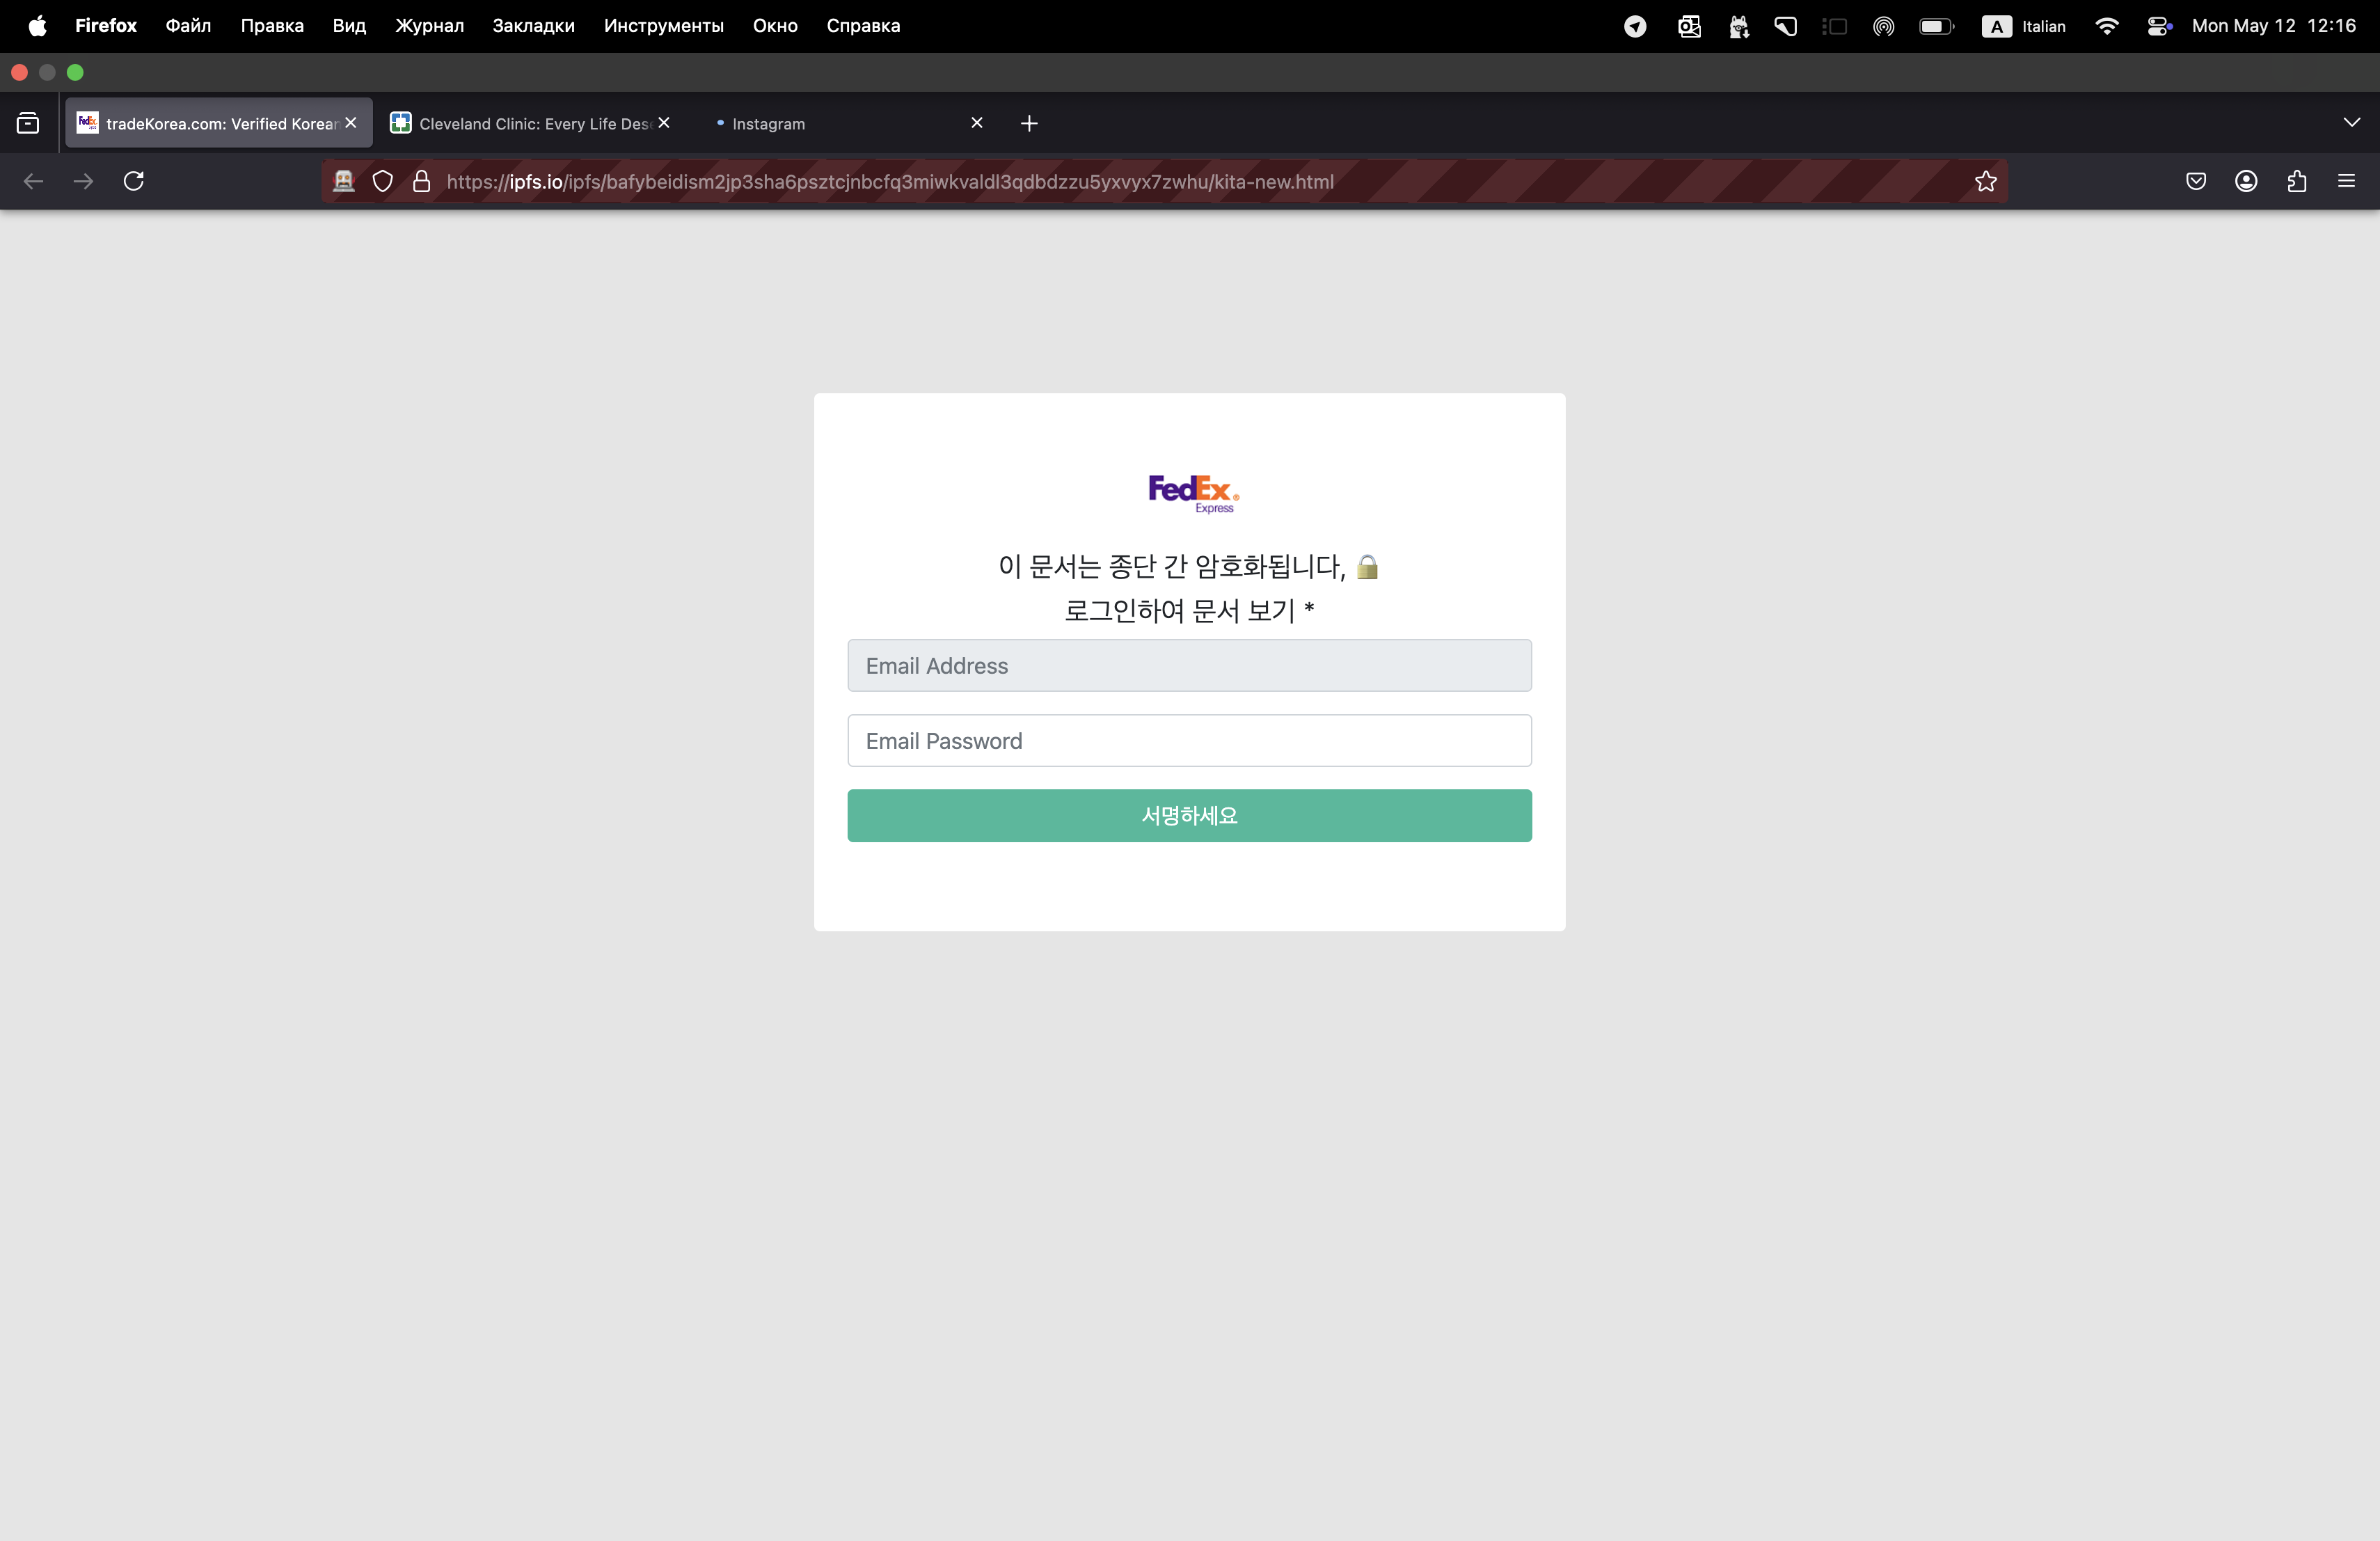 Firefox Файл Правка Вид Журнал Закладки Инструменты Окно Справка A Italian Mon May 12 12:16
FedEx tradeKorea.com: Verified Korean Cleveland Clinic: Every Life Dese Instagram
https://ipfs.io/ipfs/bafybeidism2jp3sha6psztcjnbcfq3miwkvaldl3qdbdzzu5yxvyx7zwhu/kita-new.html
FedEx®
Express
이 문서는 종단 간 암호화됩니다, 🔒
로그인하여 문서 보기 *
Email Address
Email Password
서명하세요